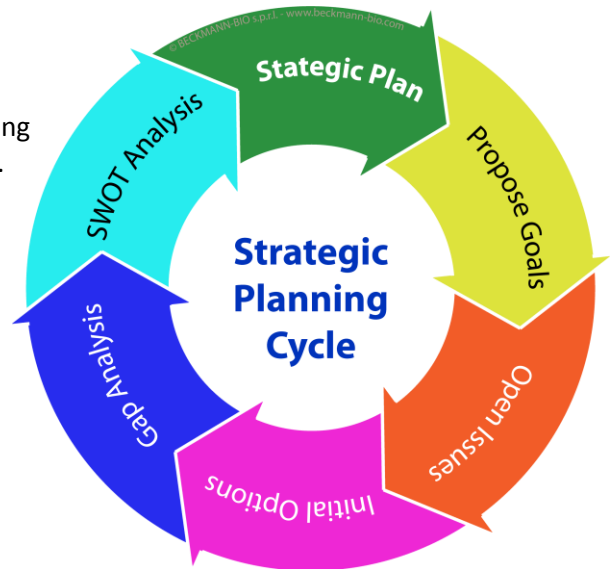 © BECKMANN-BIO s.p.r.l. - www.beckmann-bio.com
Stategic Plan
Propose Goals
Open Issues
Initial Options
Gap Analysis
SWOT Analysis
ing
.
Strategic
Planning
Cycle